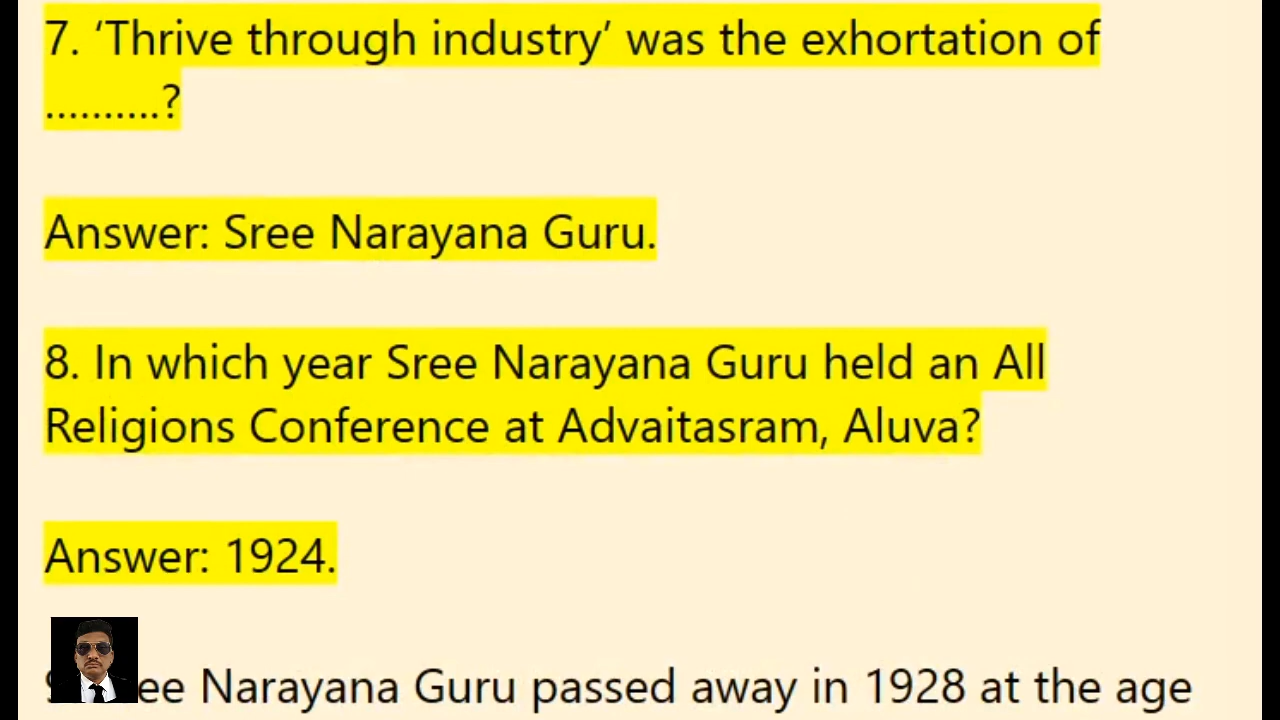 7. ‘Thrive through industry’ was the exhortation of
..........?
Answer: Sree Narayana Guru.
8. In which year Sree Narayana Guru held an All
Religions Conference at Advaitasram, Aluva?
Answer: 1924.
Narayana Guru passed away in 1928 at the age